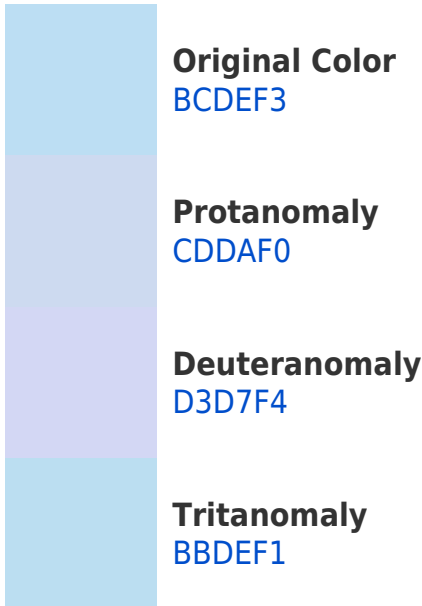 Original Color
BCDEF3
Protanomaly
CDDAF0
Deuteranomaly
D3D7F4
Tritanomaly
BBDEF1